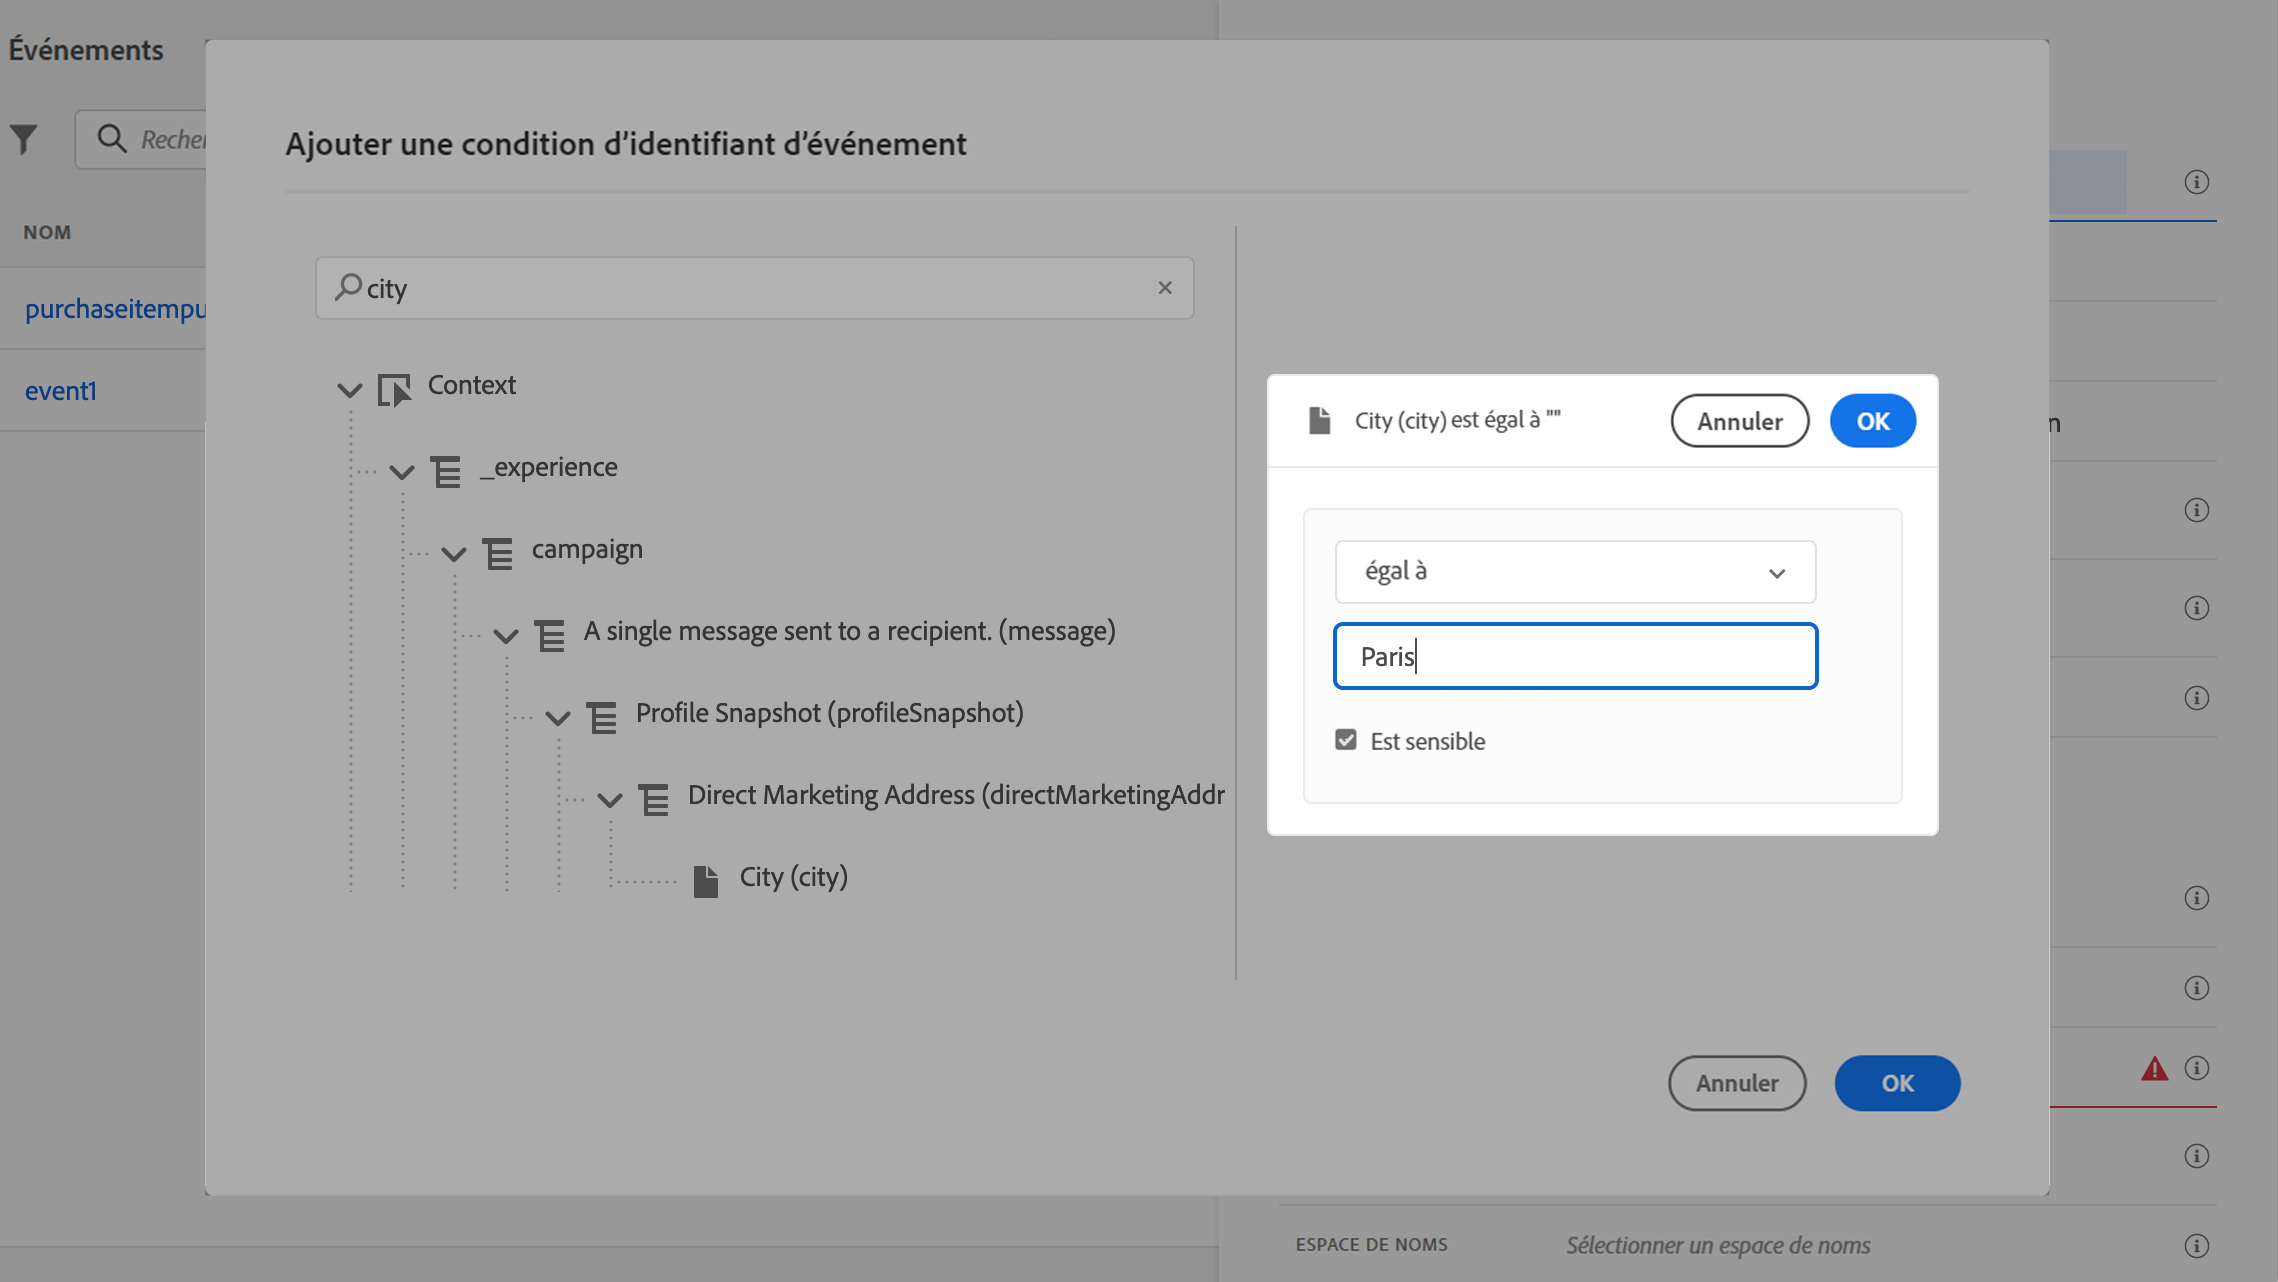 Événements
NOM
purchaseitempu
event1
Ajouter une condition d'identifiant d'événement
city
Context
_experience
campaign
A single message sent to a recipient. (message)
Profile Snapshot (profileSnapshot)
Direct Marketing Address (directMarketingAddr
City (city)
City (city) est égal à ""
Annuler
OK
égal à
Paris
Est sensible
Annuler
OK
ESPACE DE NOMS
Sélectionner un espace de noms